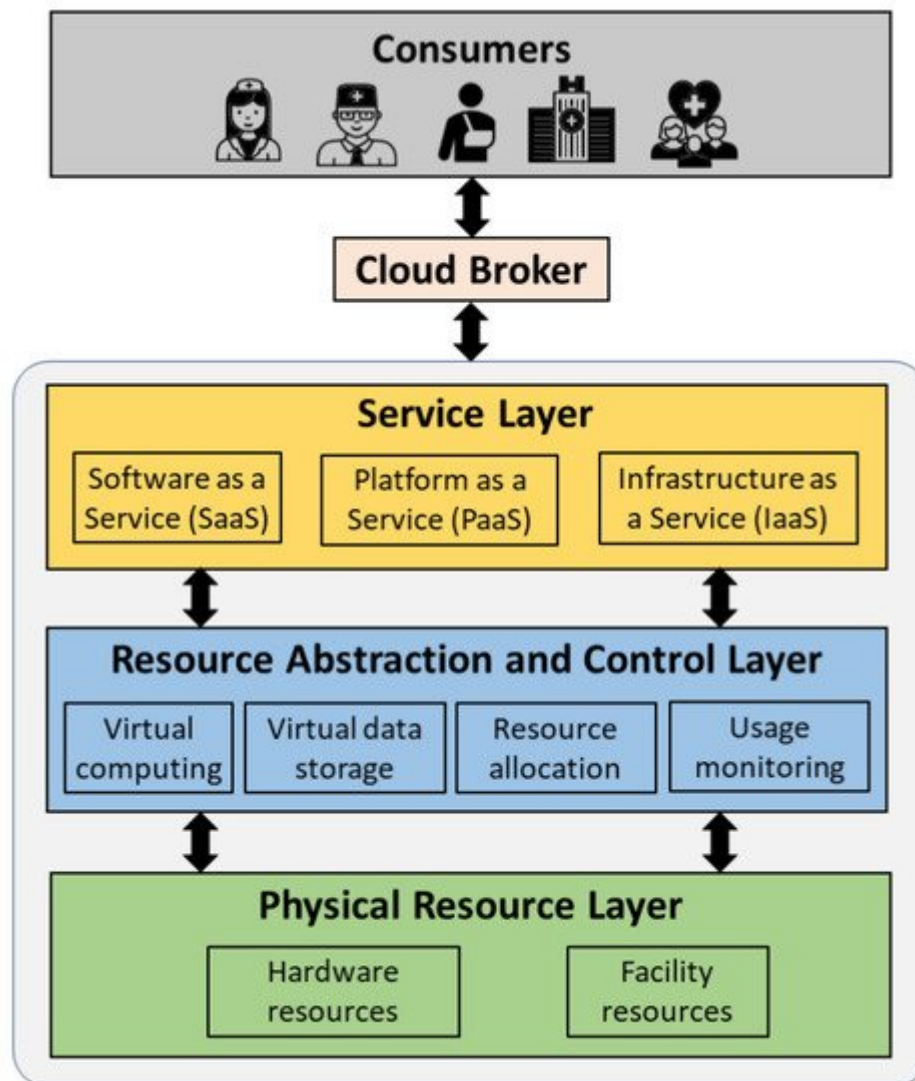 Consumers
Cloud Broker
Service Layer
Software as a
Service (SaaS)
Platform as a
Service (PaaS)
Infrastructure as
a Service (IaaS)
Resource Abstraction and Control Layer
Virtual
computing
Virtual data
storage
Resource
allocation
Usage
monitoring
Physical Resource Layer
Hardware
resources
Facility
resources